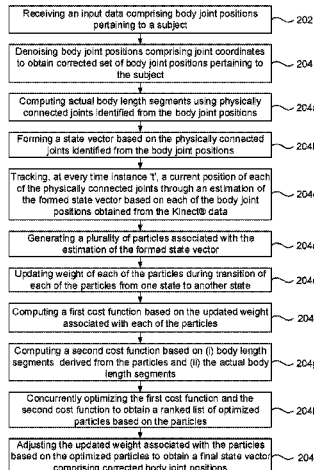 Receiving an input data comprising body joint positions
pertaining to a subject
202
Denoising body joint positions comprising joint coordinates
to obtain corrected set of body joint positions pertaining to
the subject
204
Computing actual body length segments using physically
connected joints identified from the body joint positions
204a
Forming a state vector based on the physically connected
joints identified from the body joint positions
204
Tracking, at every time instance 't', a current position of each
of the physically connected joints through an estimation of
the formed state vector based on each of the body joint
positions obtained from the Kinect® data
204
Generating a plurality of particles associated with the
estimation of the formed state vector
204
Updating weight of each of the particles during transition of
each of the particles from one state to another state
204
Computing a first cost function based on the updated weight
associated with each of the particles
204
Computing a second cost function based on (i) body length
segments derived from the particles and (ii) the actual body
length segments
204
Concurrently optimizing the first cost function and the
second cost function to obtain a ranked list of optimized
particles based on the particles
204
Adjusting the updated weight associated with the particles
based on the optimized particles to obtain a final state vector
comprising corrected body joint positions
204